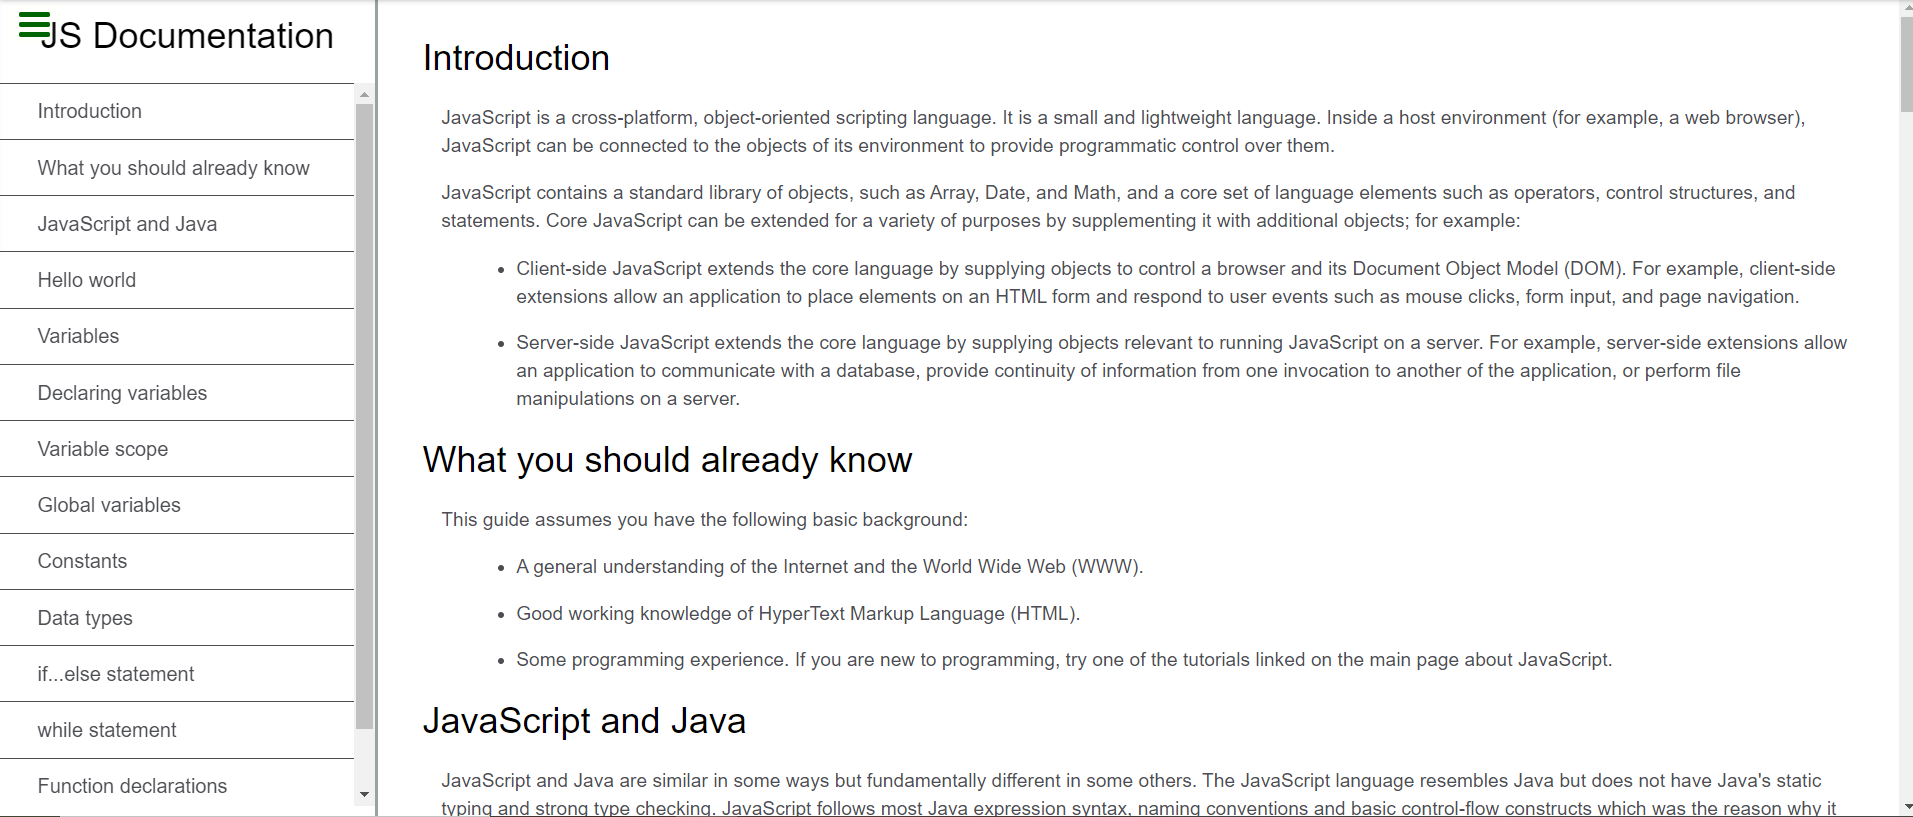 JS Documentation
Introduction
What you should already know
JavaScript and Java
Hello world
Variables
Declaring variables
Variable scope
Global variables
Constants
Data types
if...else statement
while statement
Function declarations
Introduction
JavaScript is a cross-platform, object-oriented scripting language. It is a small and lightweight language. Inside a host environment (for example, a web browser),
JavaScript can be connected to the objects of its environment to provide programmatic control over them.
JavaScript contains a standard library of objects, such as Array, Date, and Math, and a core set of language elements such as operators, control structures, and
statements. Core JavaScript can be extended for a variety of purposes by supplementing it with additional objects; for example:
• Client-side JavaScript extends the core language by supplying objects to control a browser and its Document Object Model (DOM). For example, client-side
extensions allow an application to place elements on an HTML form and respond to user events such as mouse clicks, form input, and page navigation.
• Server-side JavaScript extends the core language by supplying objects relevant to running JavaScript on a server. For example, server-side extensions allow
an application to communicate with a database, provide continuity of information from one invocation to another of the application, or perform file
manipulations on a server.
What you should already know
This guide assumes you have the following basic background:
• A general understanding of the Internet and the World Wide Web (WWW).
• Good working knowledge of HyperText Markup Language (HTML).
• Some programming experience. If you are new to programming, try one of the tutorials linked on the main page about JavaScript.
JavaScript and Java
JavaScript and Java are similar in some ways but fundamentally different in some others. The JavaScript language resembles Java but does not have Java's static
typing and strong type checking. JavaScript follows most Java expression syntax, naming conventions and basic control-flow constructs which was the reason why it